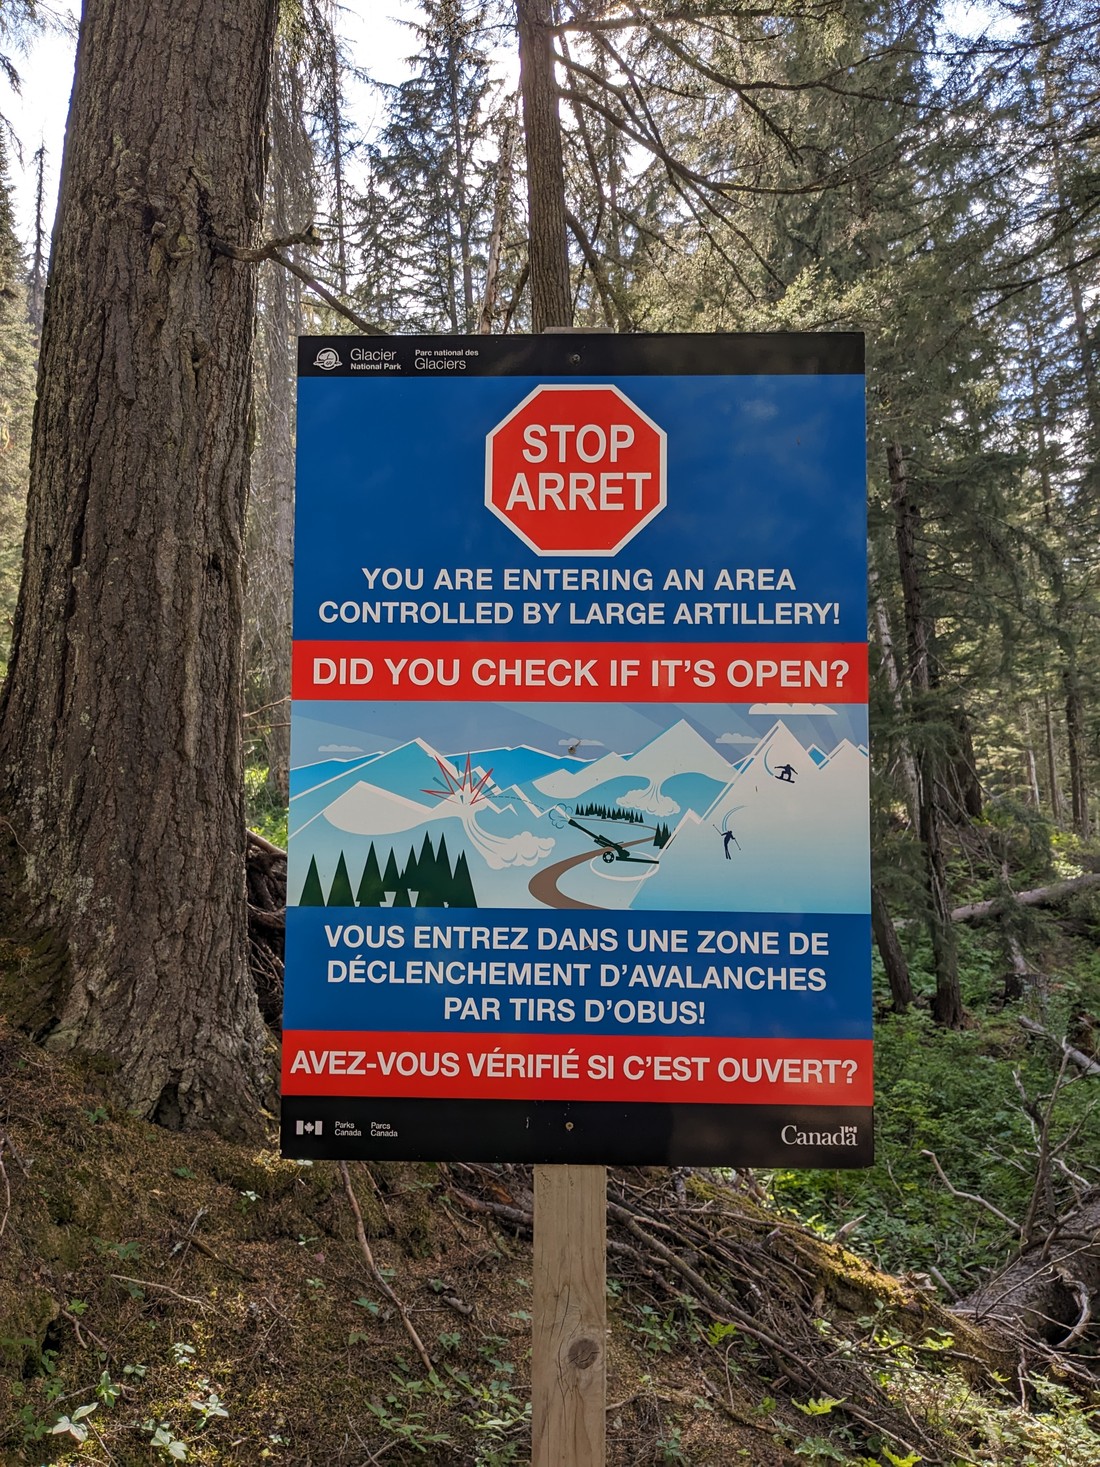 Glacier
National Park
Parc national des
Glaciers
STOP
ARRET
YOU ARE ENTERING AN AREA
CONTROLLED BY LARGE ARTILLERY!
DID YOU CHECK IF IT'S OPEN?
VOUS ENTREZ DANS UNE ZONE DE
DÉCLENCHEMENT D'AVALANCHES
PAR TIRS D'OBUS!
AVEZ-VOUS VÉRIFIÉ SI C'EST OUVERT?
Parks
Canada
Parcs
Canada
Canada